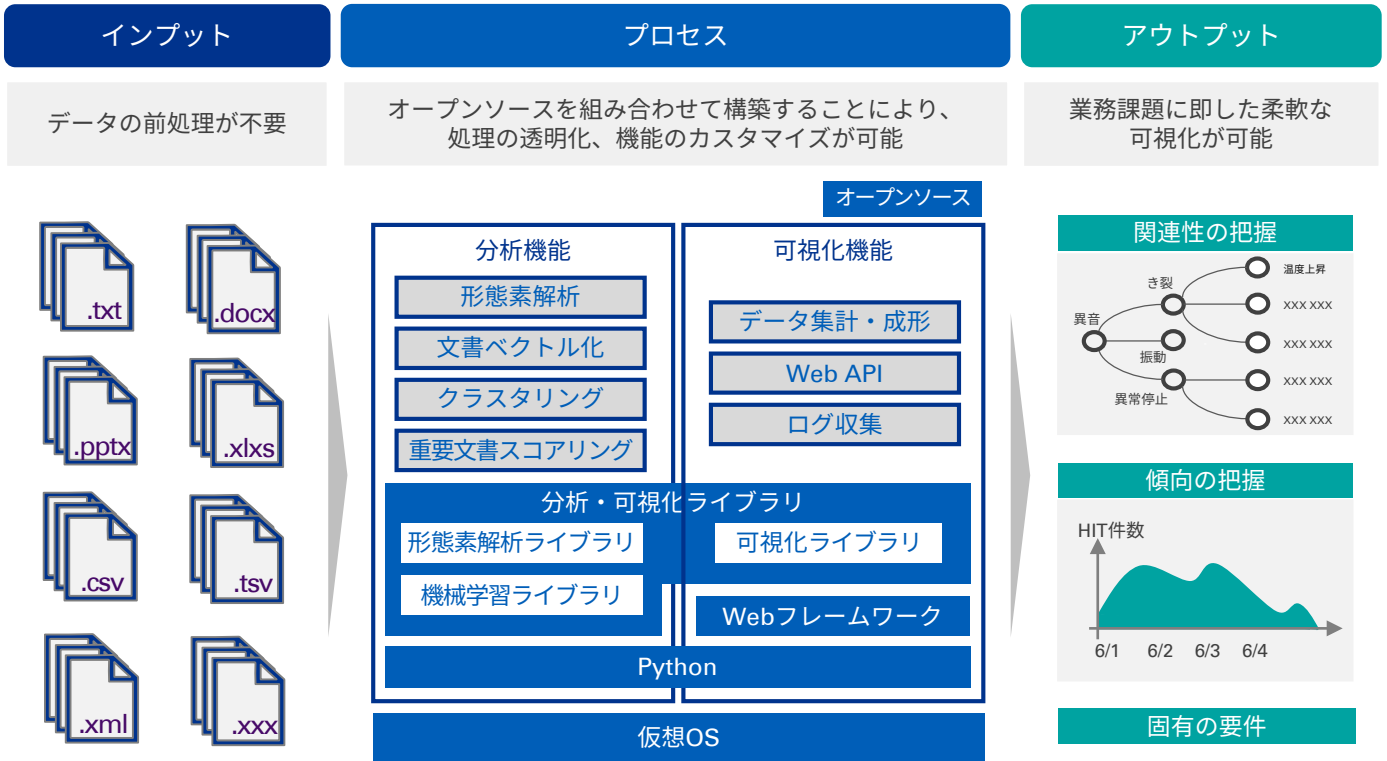 インプット
データの前処理が不要
.txt
.docx
.pptx
.xlxs
.csv
.tsv
.xml
.xxx
プロセス
オープンソースを組み合わせて構築することにより、
処理の透明化、機能のカスタマイズが可能
オープンソース
分析機能
形態素解析
文書ベクトル化
クラスタリング
重要文書スコアリング
可視化機能
データ集計・成形
Web API
ログ収集
分析・可視化ライブラリ
形態素解析ライブラリ
可視化ライブラリ
機械学習ライブラリ
Webフレームワーク
Python
仮想OS
アウトプット
業務課題に即した柔軟な
可視化が可能
関連性の把握
異音
き裂
振動
異常停止
温度上昇
xxx xxx
xxx xxx
xxx xxx
xxx xxx
傾向の把握
HIT件数
6/1 6/2 6/3 6/4
固有の要件